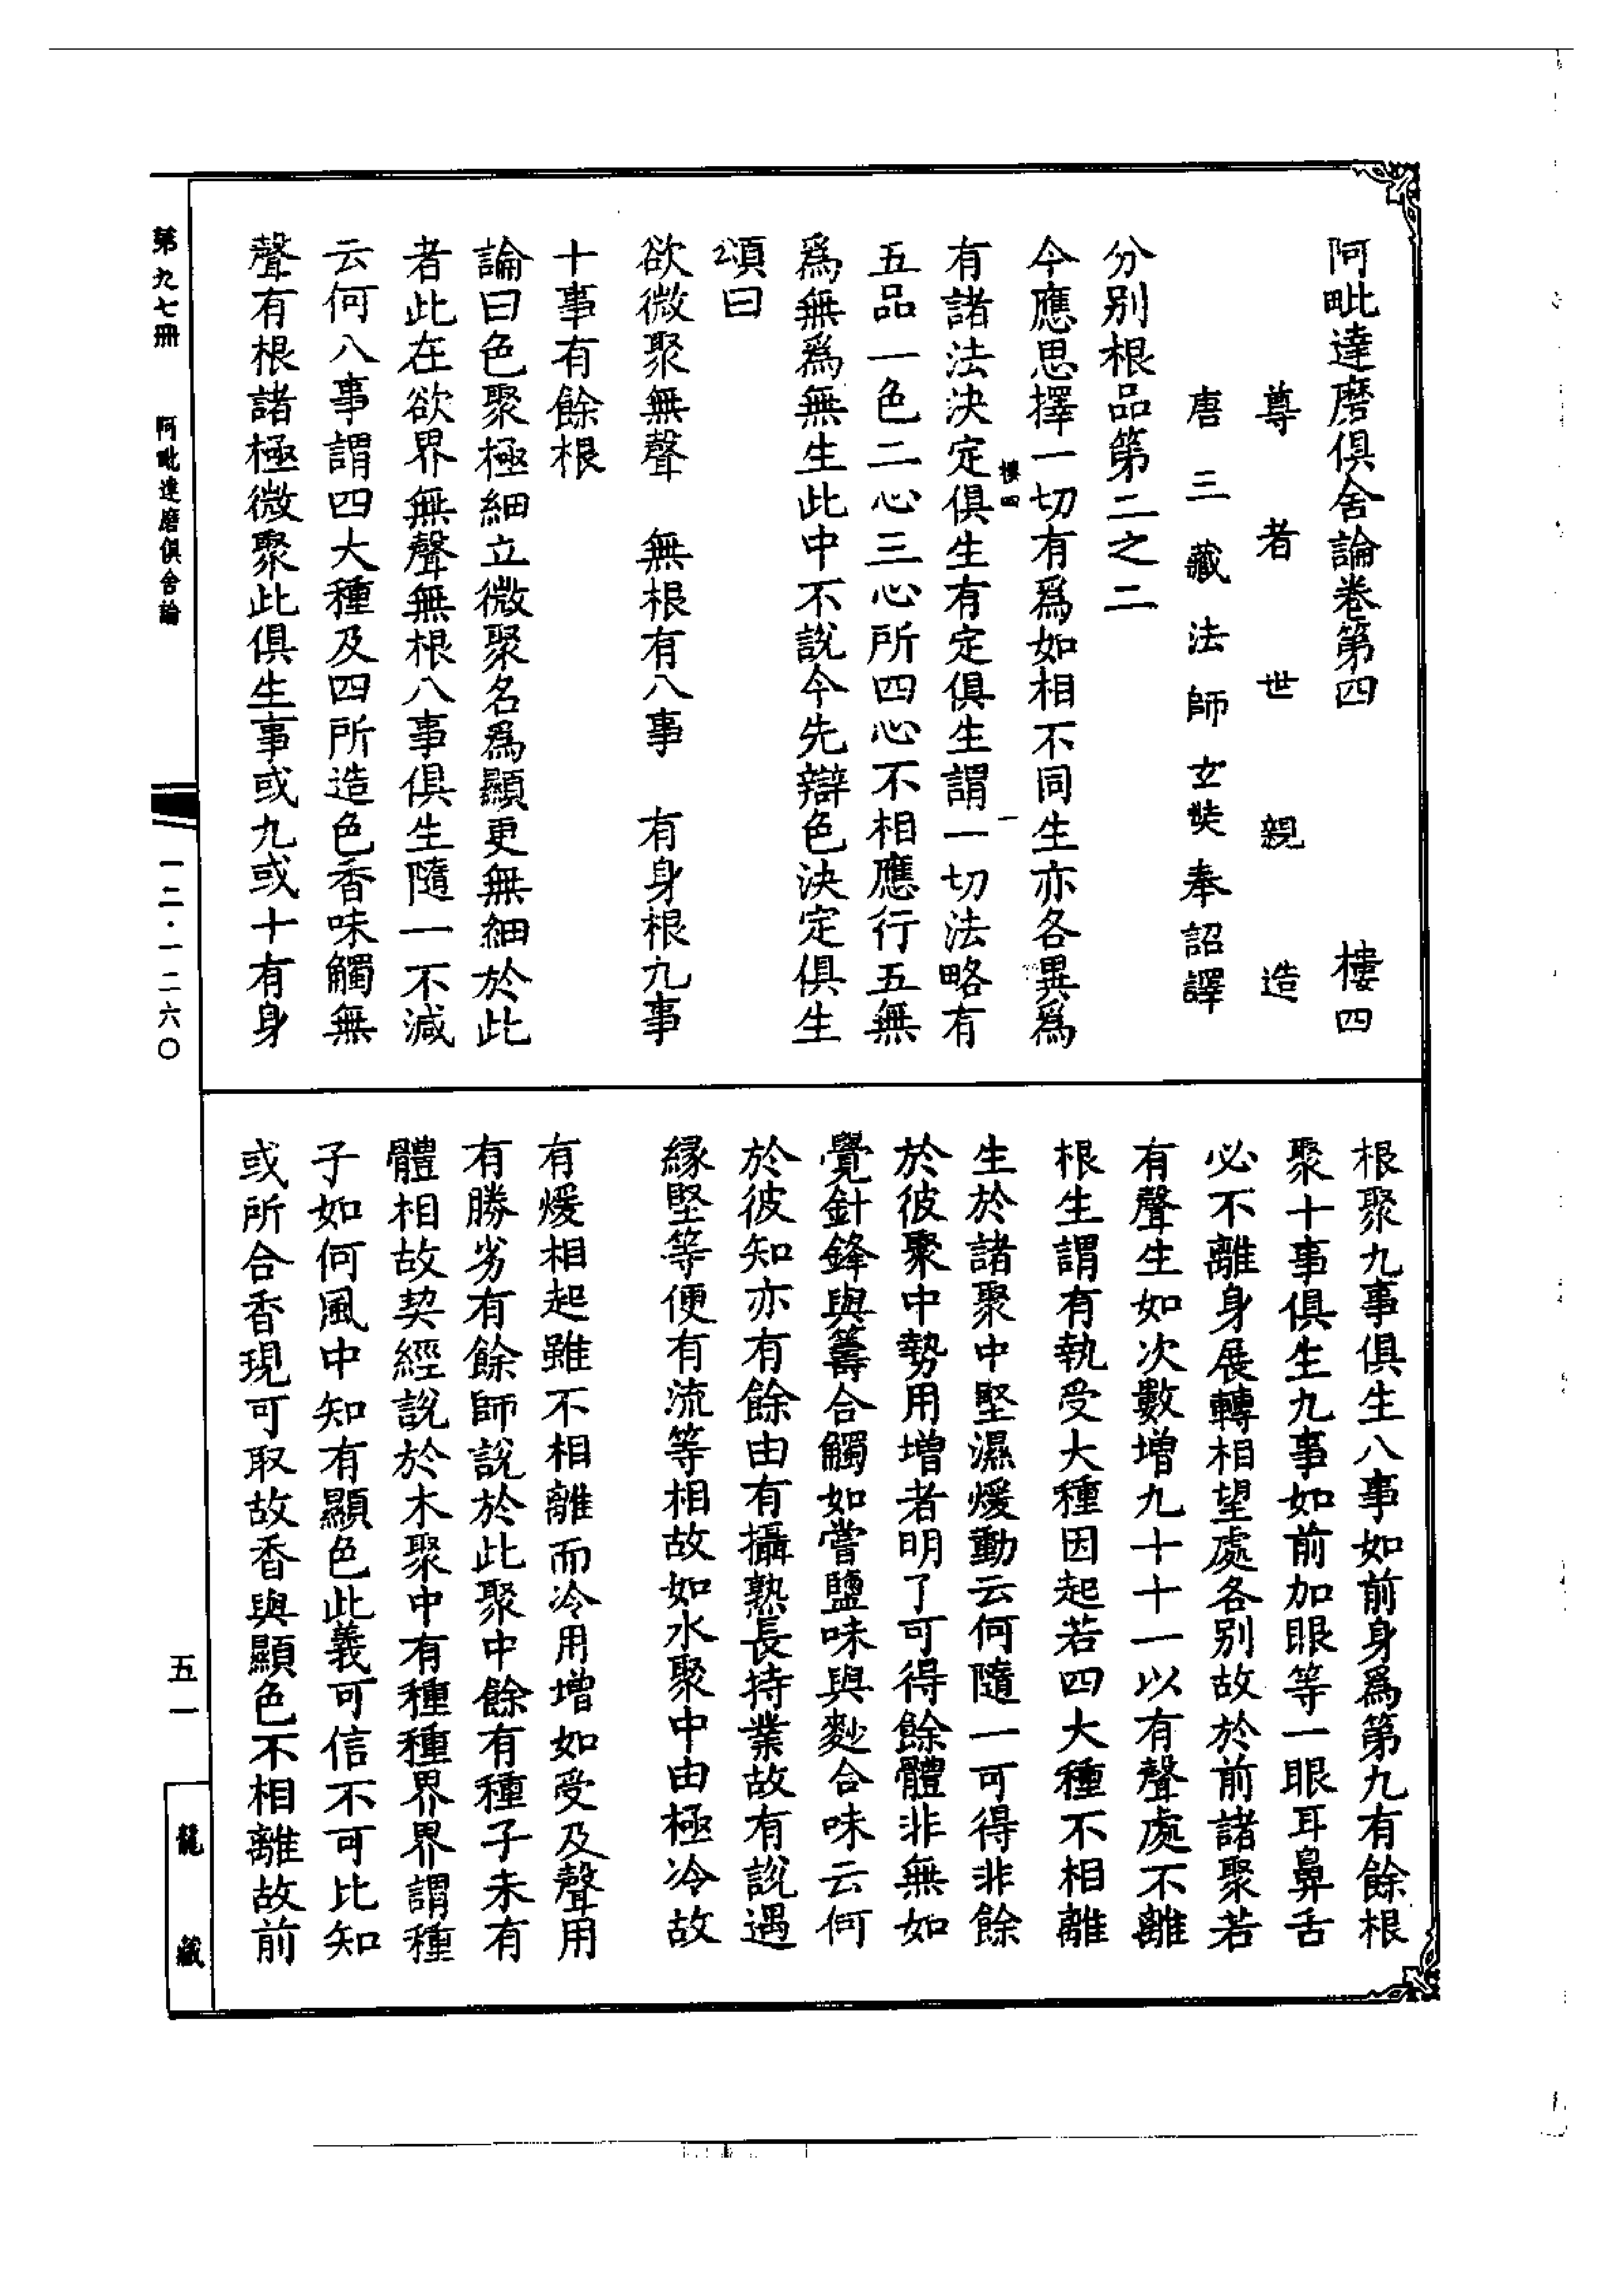 阿毗達磨俱舍論卷第四　樓四
尊者世親造
唐三藏法師玄奘奉詔譯
分別根品第二之二
今應思擇一切有爲如相不同生亦各異爲
樓四　一
有諸法決定俱生有定俱生謂一切法略有
五品一色二心三心所四心不相應行五無
爲無爲無生此中不說今先辯色決定俱生
頌曰
欲微聚無聲　無根有八事　有身根九事
十事有餘根
論曰色聚極細立微聚名爲顯更無細於此
者此在欲界無聲無根八事俱生隨一不減
云何八事謂四大種及四所造色香味觸無
聲有根諸極微聚此俱生事或九或十有身
根聚九事俱生八事如前身爲第九有餘根
聚十事俱生九事如前加眼等一眼耳鼻舌
必不離身展轉相望處各別故於前諸聚若
有聲生如次數增九十十一以有聲處不離
根生謂有執受大種因起若四大種不相離
生於諸聚中堅濕煖動云何隨一可得非餘
於彼聚中勢用增者明了可得餘體非無如
覺針鋒與籌合觸如嘗鹽味與麨合味云何
於彼知亦有餘由有攝熟長持業故有說遇
緣堅等便有流等相故如水聚中由極冷故
有煖相起雖不相離而冷用增如受及聲用
有勝劣有餘師說於此聚中餘有種子未有
體相故契經說於木聚中有種種界界謂種
子如何風中知有顯色此義可信不可比知
或所合香現可取故香與顯色不相離故前
第九七冊　阿毗達磨俱舍論　一二·一二六〇　五一　龍藏